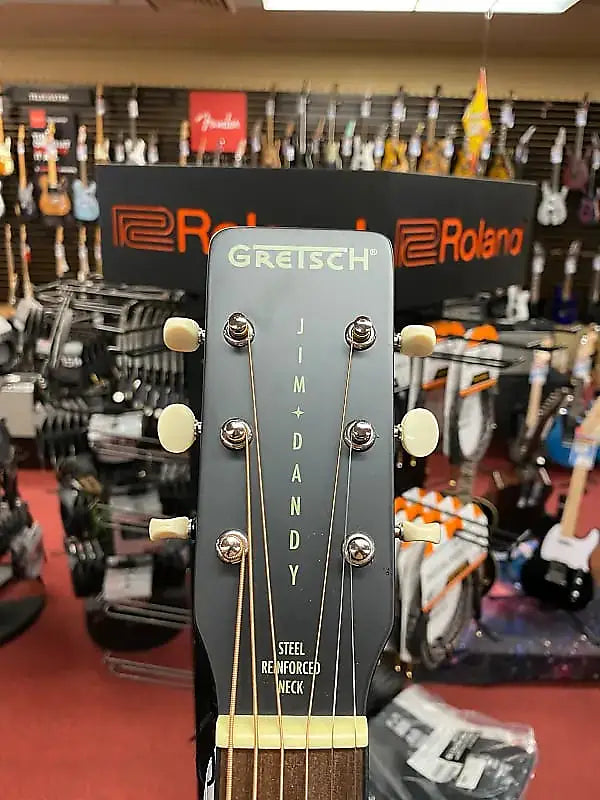 Fender
Roland
Roland
GRETSCH®
JIM DANDY
STEEL
REINFORCED
NECK